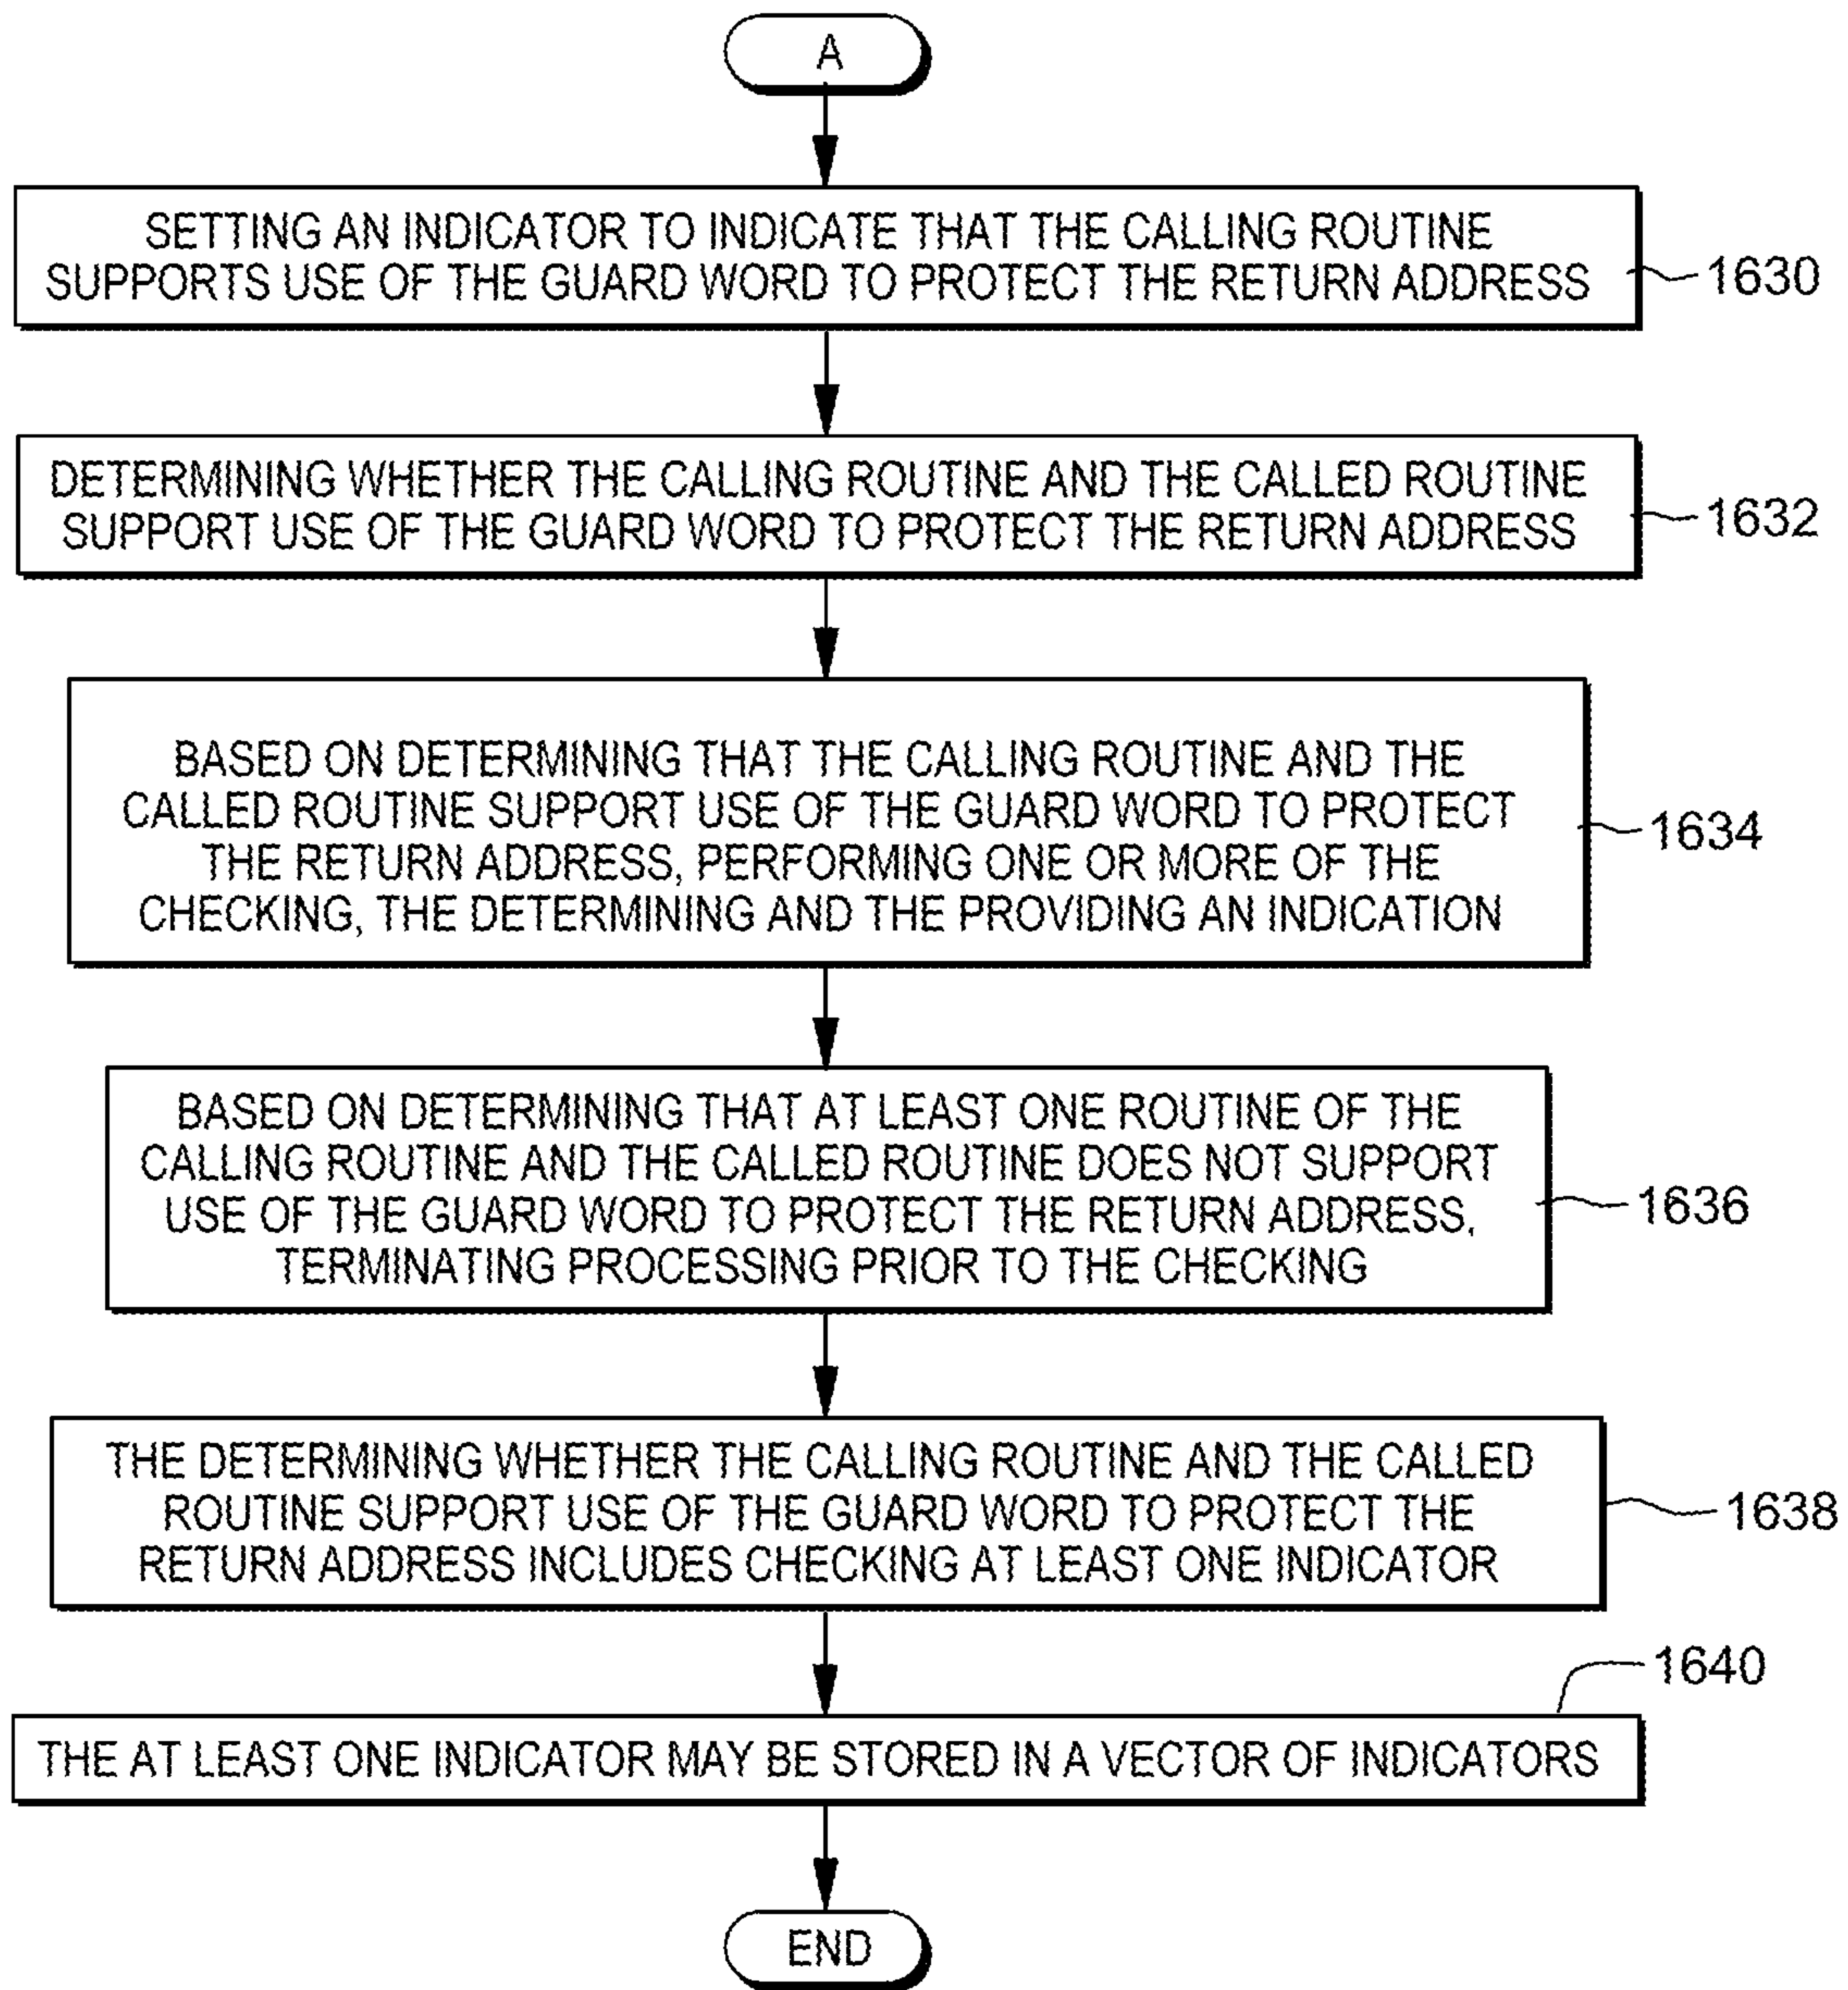 A
SETTING AN INDICATOR TO INDICATE THAT THE CALLING ROUTINE
SUPPORTS USE OF THE GUARD WORD TO PROTECT THE RETURN ADDRESS
1630
DETERMINING WHETHER THE CALLING ROUTINE AND THE CALLED ROUTINE
SUPPORT USE OF THE GUARD WORD TO PROTECT THE RETURN ADDRESS
1632
BASED ON DETERMINING THAT THE CALLING ROUTINE AND THE
CALLED ROUTINE SUPPORT USE OF THE GUARD WORD TO PROTECT
THE RETURN ADDRESS, PERFORMING ONE OR MORE OF THE
CHECKING, THE DETERMINING AND THE PROVIDING AN INDICATION
1634
BASED ON DETERMINING THAT AT LEAST ONE ROUTINE OF THE
CALLING ROUTINE AND THE CALLED ROUTINE DOES NOT SUPPORT
USE OF THE GUARD WORD TO PROTECT THE RETURN ADDRESS,
TERMINATING PROCESSING PRIOR TO THE CHECKING
1636
THE DETERMINING WHETHER THE CALLING ROUTINE AND THE CALLED
ROUTINE SUPPORT USE OF THE GUARD WORD TO PROTECT THE
RETURN ADDRESS INCLUDES CHECKING AT LEAST ONE INDICATOR
1638
1640
THE AT LEAST ONE INDICATOR MAY BE STORED IN A VECTOR OF INDICATORS
END